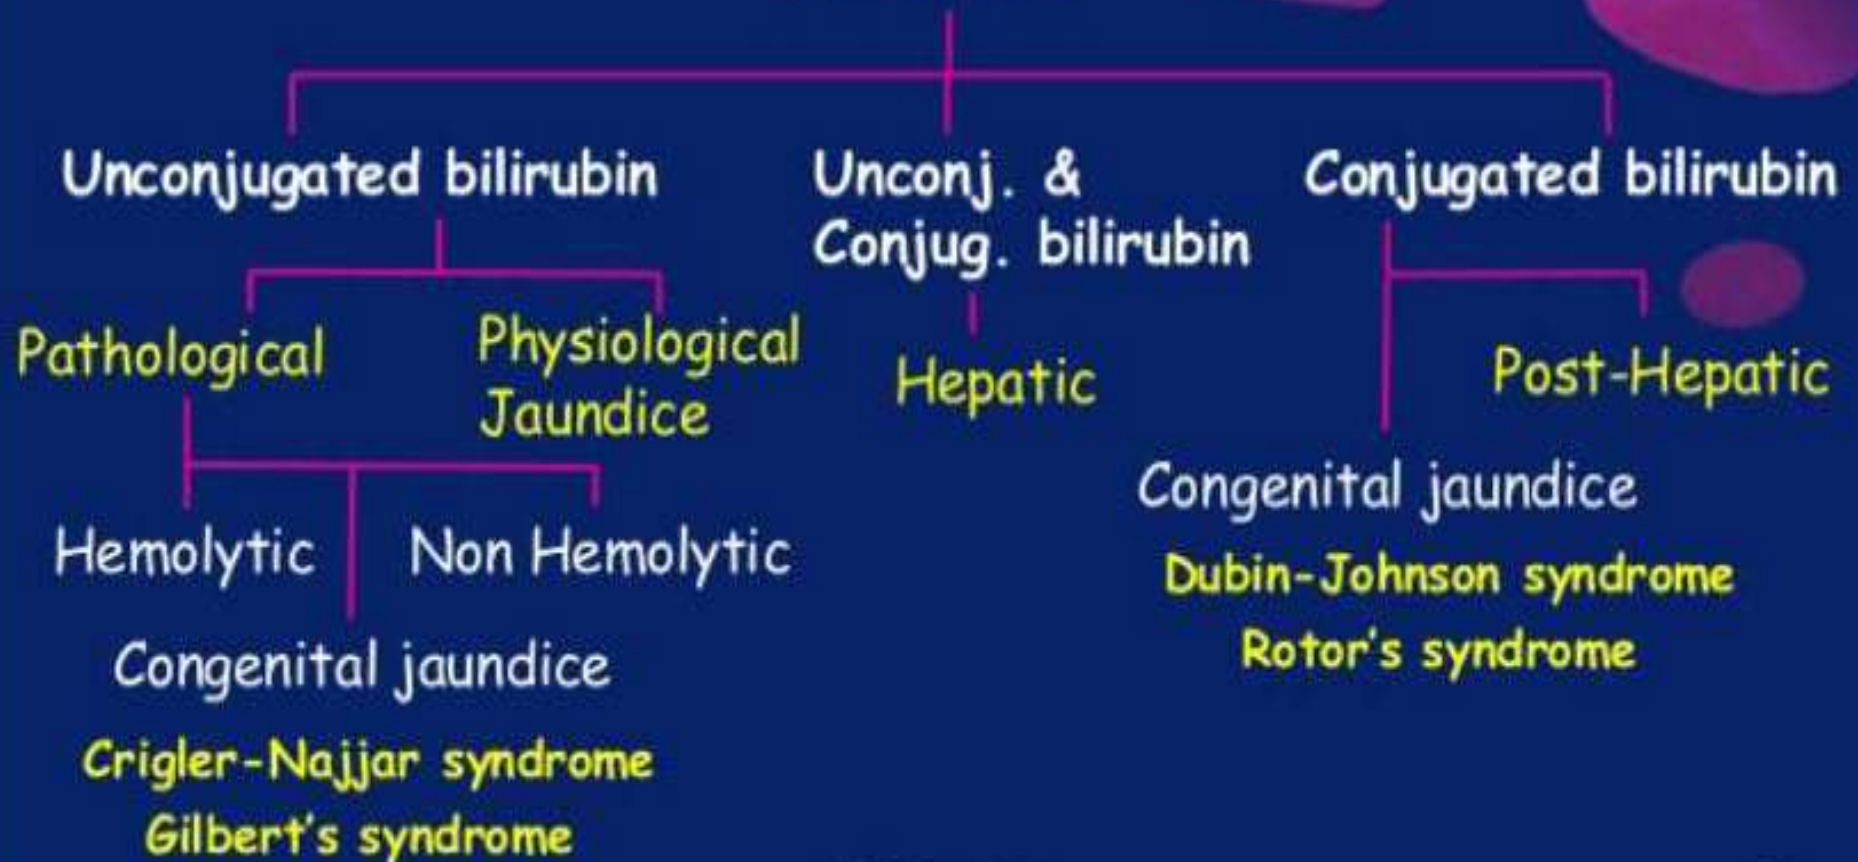 Unconjugated bilirubin
Unconj. &
Conjug. bilirubin
Conjugated bilirubin
Pathological
Physiological
Jaundice
Hepatic
Post-Hepatic
Hemolytic
Non Hemolytic
Congenital jaundice
Crigler-Najjar syndrome
Gilbert's syndrome
Congenital jaundice
Dubin-Johnson syndrome
Rotor's syndrome